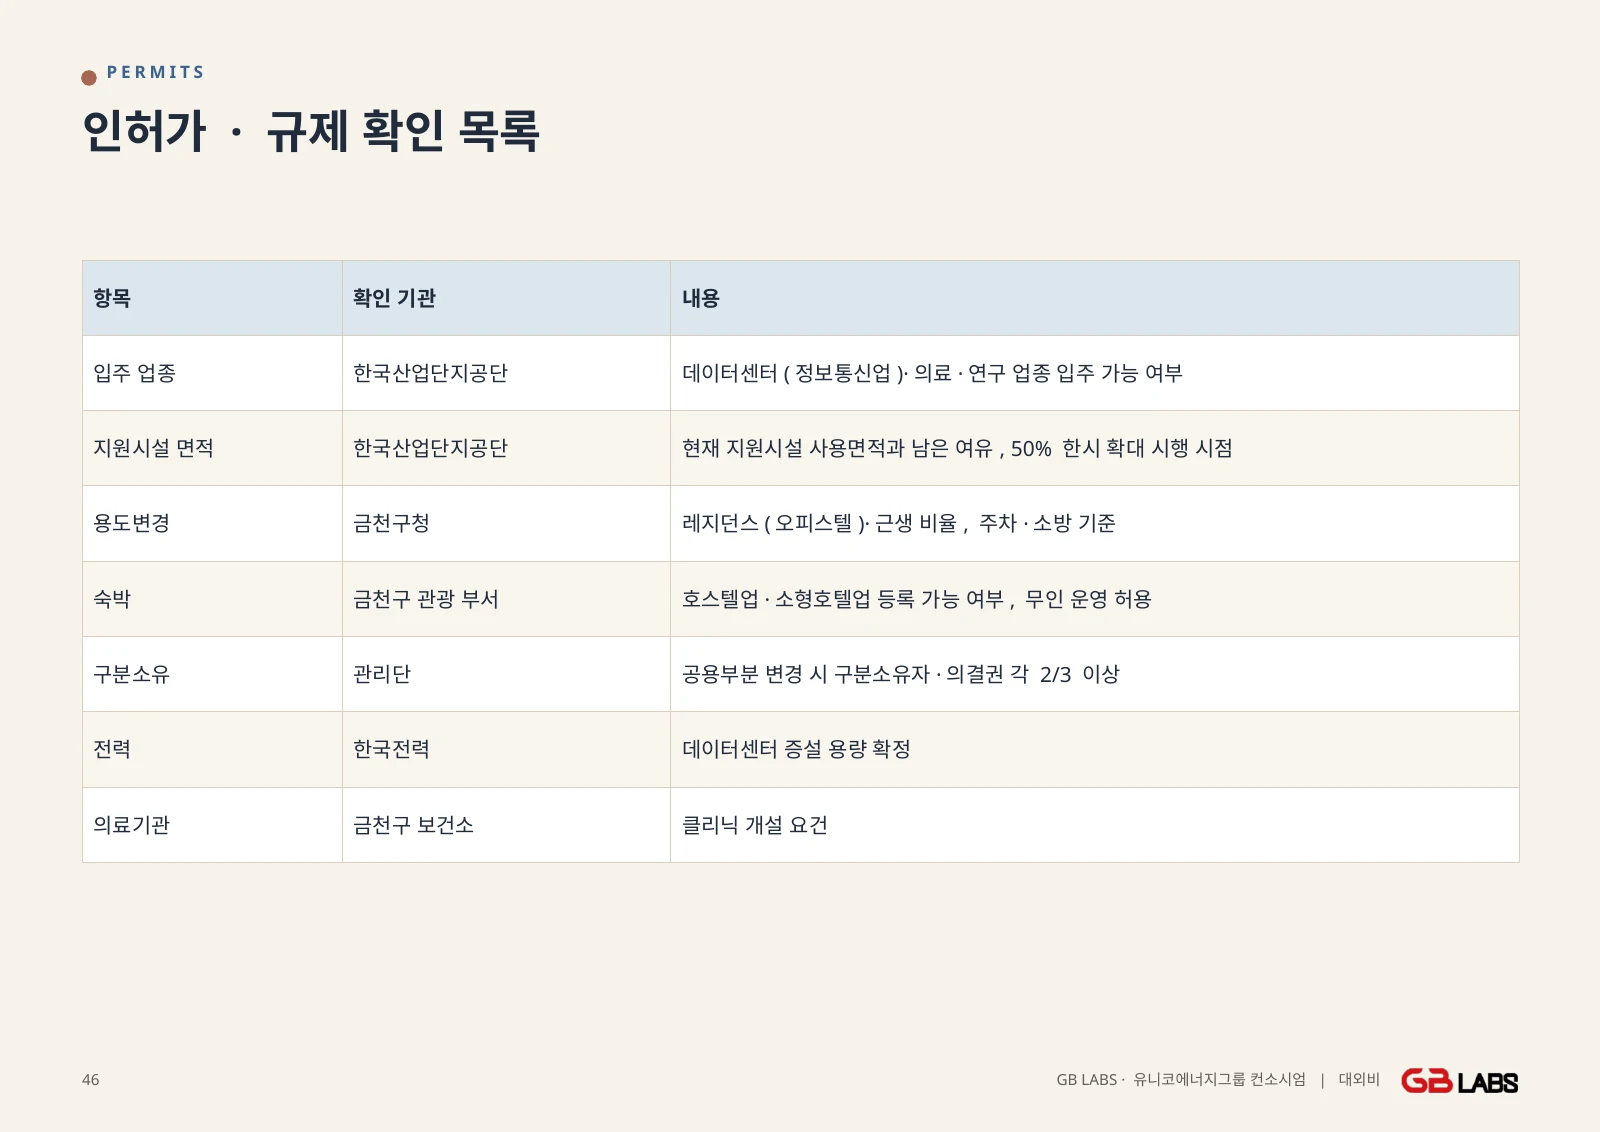 PERMITS
인허가 · 규제 확인 목록
항목 확인 기관 내용
입주 업종 한국산업단지공단 데이터센터 ( 정보통신업 )· 의료 · 연구 업종 입주 가능 여부
지원시설 면적 한국산업단지공단 현재 지원시설 사용면적과 남은 여유 , 50% 한시 확대 시행 시점
용도변경 금천구청 레지던스 ( 오피스텔 )· 근생 비율 , 주차 · 소방 기준
숙박 금천구 관광 부서 호스텔업 · 소형호텔업 등록 가능 여부 , 무인 운영 허용
구분소유 관리단 공용부분 변경 시 구분소유자 · 의결권 각 2/3 이상
전력 한국전력 데이터센터 증설 용량 확정
의료기관 금천구 보건소 클리닉 개설 요건
46 GB LABS · 유니코에너지그룹 컨소시엄 | 대외비 GB LABS